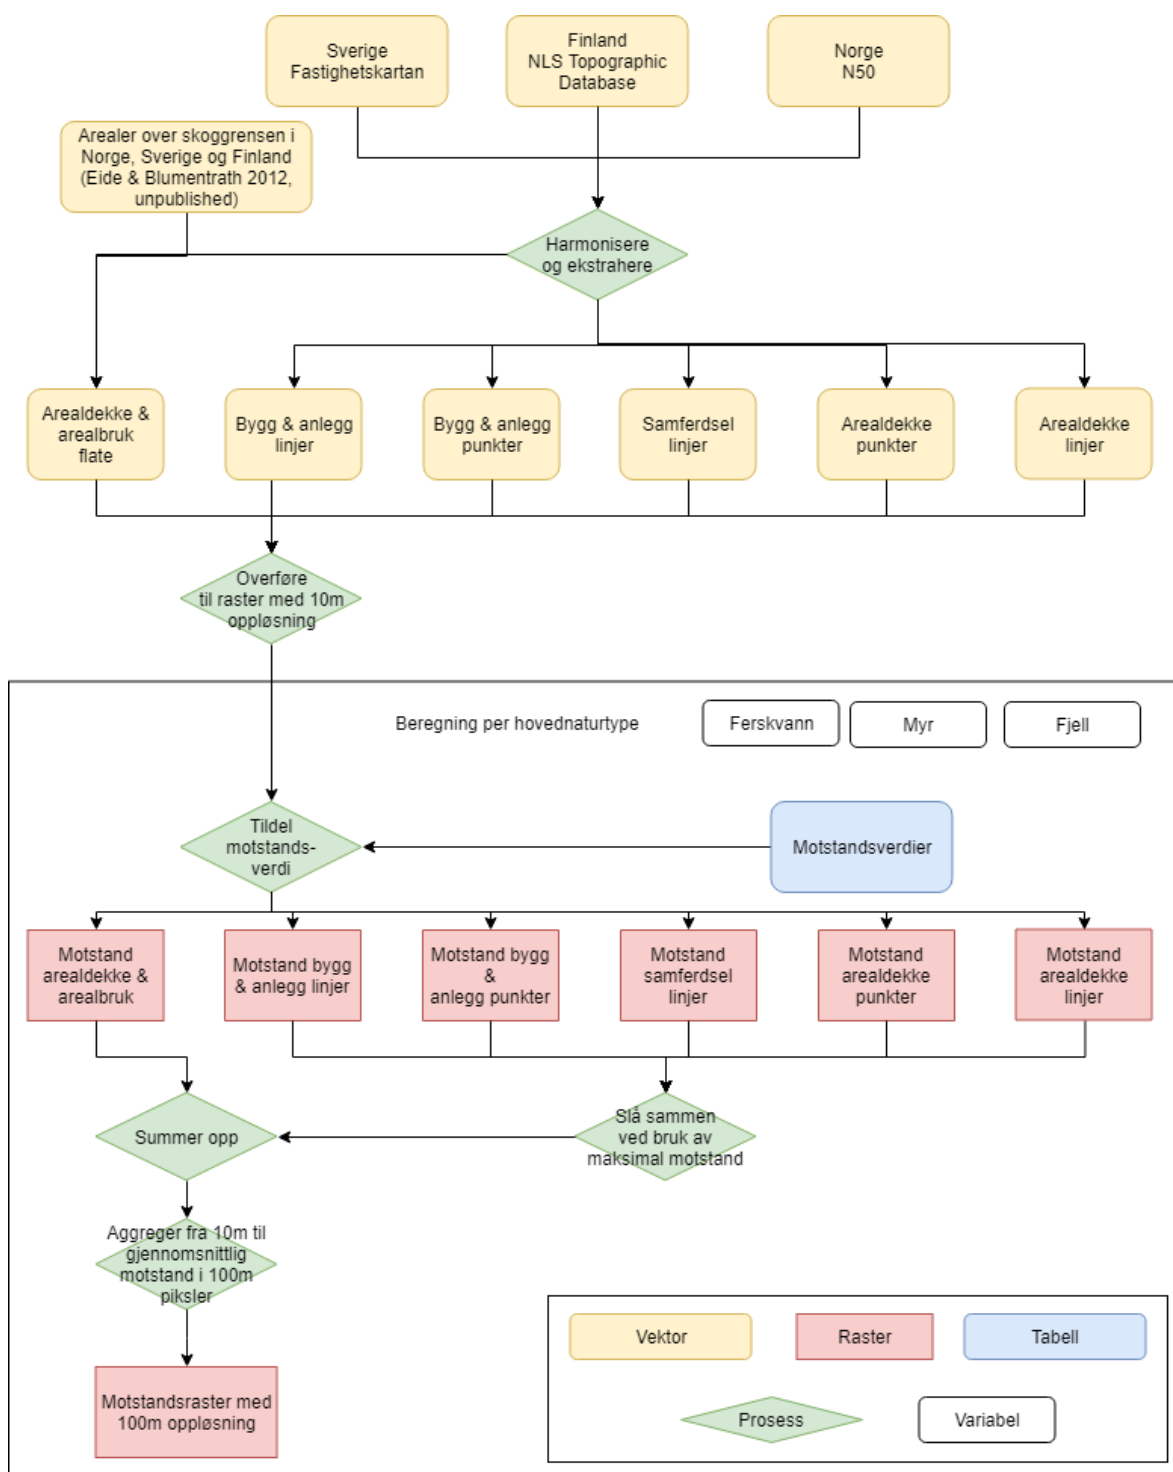 Sverige
Fastighetskartan
Finland
NLS Topographic
Database
Norge
N50
Arealer over skoggrensen i
Norge, Sverige og Finland
(Eide & Blumentrath 2012,
unpublished)
Harmonisere
og ekstrahere
Arealdekke &
arealbruk
flate
Bygg & anlegg
linjer
Bygg & anlegg
punkter
Samferdsel
linjer
Arealdekke
punkter
Arealdekke
linjer
Overføre
til raster med 10m
oppløsning
Beregning per hovednaturtype
Ferskvann
Myr
Fjell
Tildel
motstands-
verdi
Motstandsverdier
Motstand
arealdekke &
arealbruk
Motstand bygg
& anlegg linjer
Motstand bygg
&
anlegg punkter
Motstand
samferdsel
linjer
Motstand
arealdekke
punkter
Motstand
arealdekke
linjer
Summer opp
Slå sammen
ved bruk av
maksimal motstand
Aggreger fra 10m til
gjennomsnittlig
motstand i 100m
piksler
Motstandsraster med
100m oppløsning
Vektor
Raster
Tabell
Prosess
Variabel